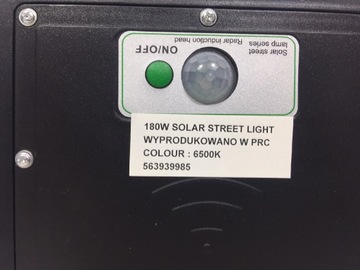 Solar street
lamp series
Radar induction head
ON/OFF
180W SOLAR STREET LIGHT
WYPRODUKOWANO W PRC
COLOUR : 6500K
563939985